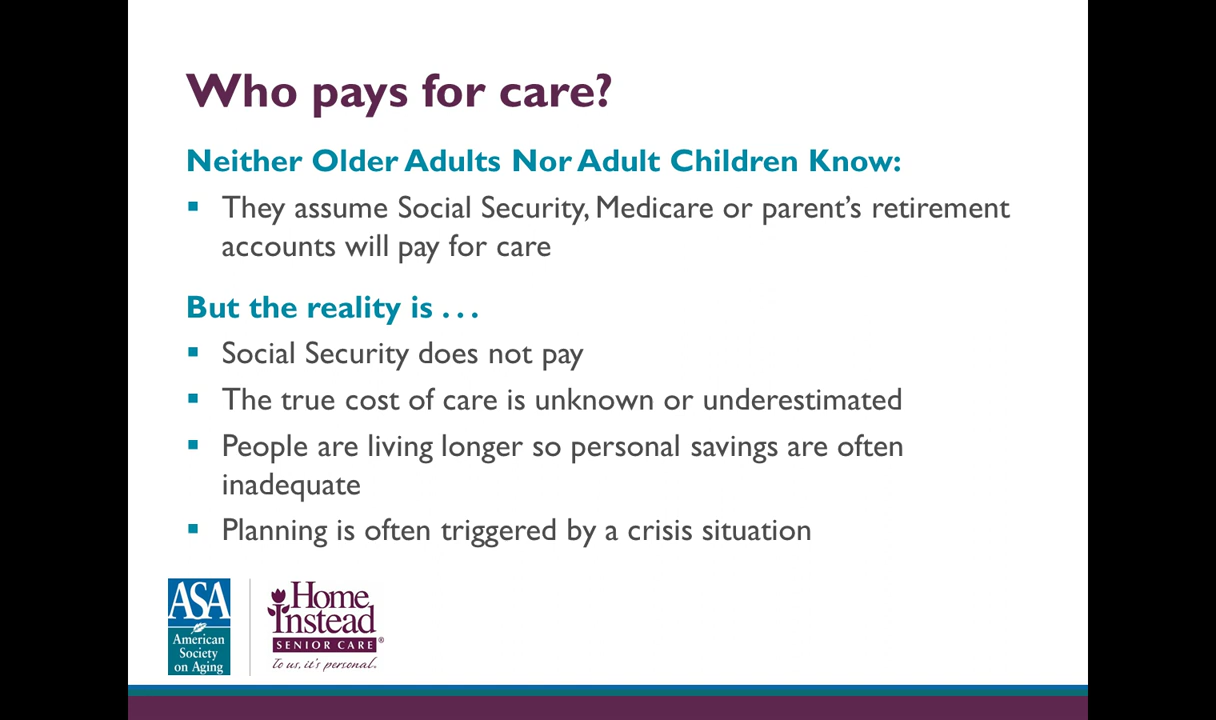 Who pays for care?
Neither Older Adults Nor Adult Children Know:
▪ They assume Social Security, Medicare or parent's retirement
accounts will pay for care
But the reality is . . .
▪ Social Security does not pay
▪ The true cost of care is unknown or underestimated
▪ People are living longer so personal savings are often
inadequate
▪ Planning is often triggered by a crisis situation
ASA
American
Society
on Aging
Home
Instead
SENIOR CARE®
To us, it's personal.